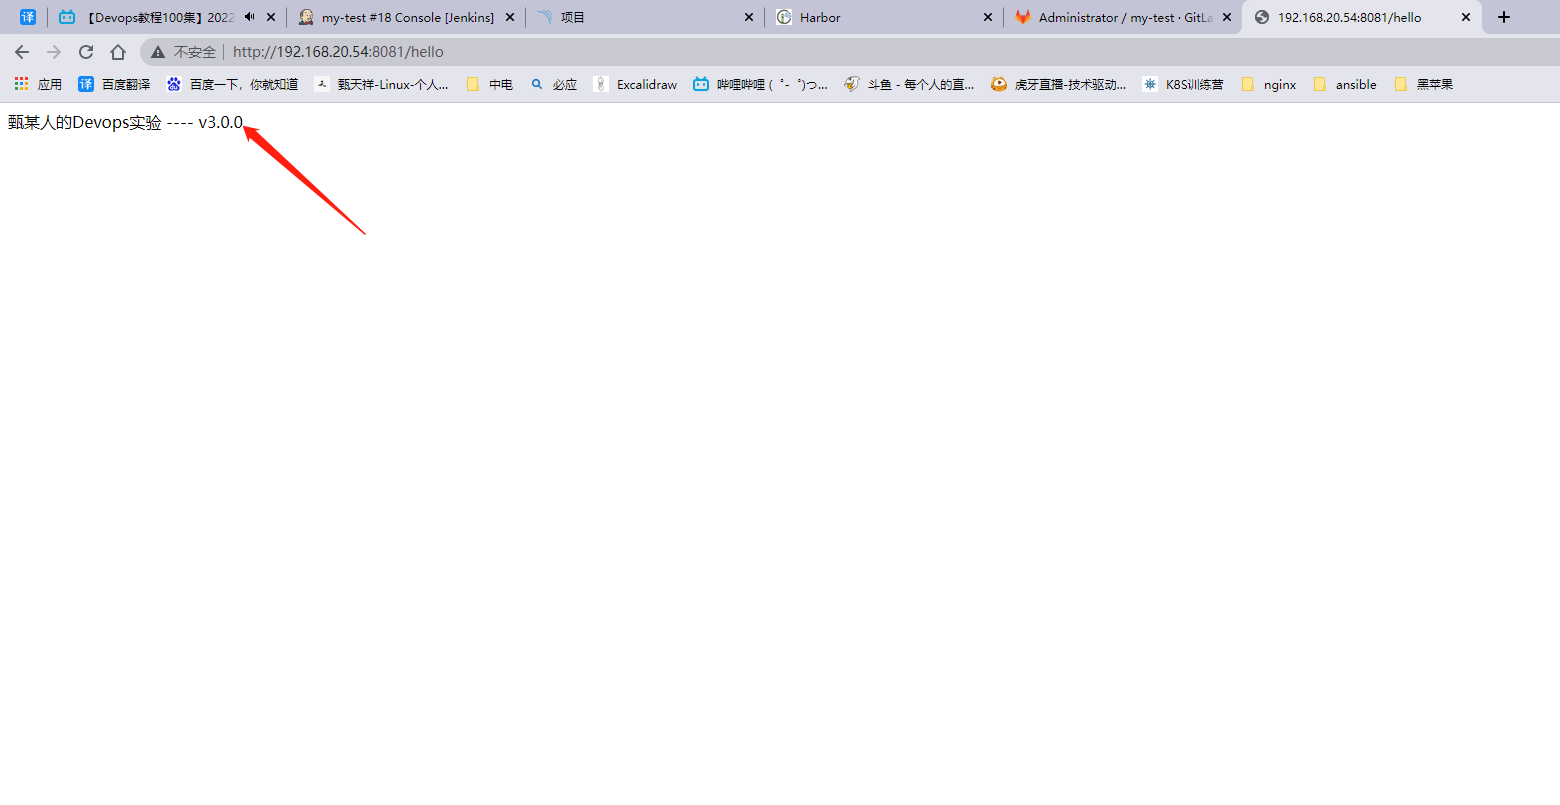 译 【Devops教程100集】2022 my-test #18 Console [Jenkins] 项目 Harbor Administrator / my-test · GitLa 192.168.20.54:8081/hello
不安全 http://192.168.20.54:8081/hello
应用 译 百度翻译 百度一下，你就知道 甄天祥-Linux-个人... 中电 必应 Excalidraw 哔哩哔哩 (゜-゜)つ... 斗鱼 - 每个人的直... 虎牙直播-技术驱动... K8S训练营 nginx ansible 黑苹果
甄某人的Devops实验 ---- v3.0.0